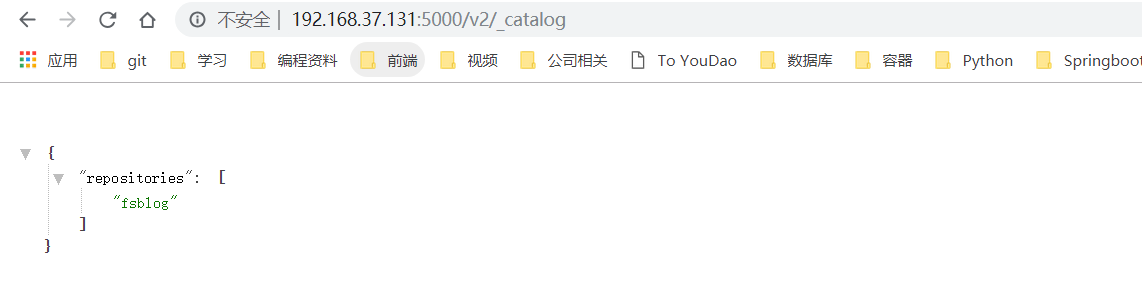 不安全 | 192.168.37.131:5000/v2/_catalog
应用 git 学习 编程资料 前端 视频 公司相关 To YouDao 数据库 容器 Python Springboot
{
"repositories": [
"fsblog"
]
}